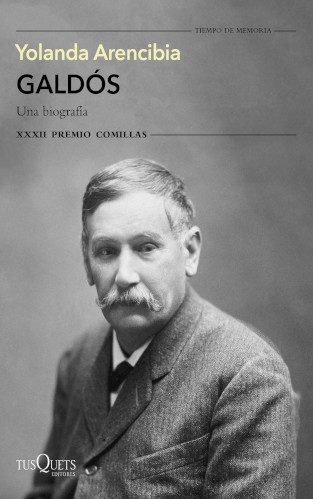 TIEMPO DE MEMORIA
Yolanda Arencibia
GALDÓS
Una biografía
XXXII PREMIO COMILLAS
TUSQUETS
EDITORES